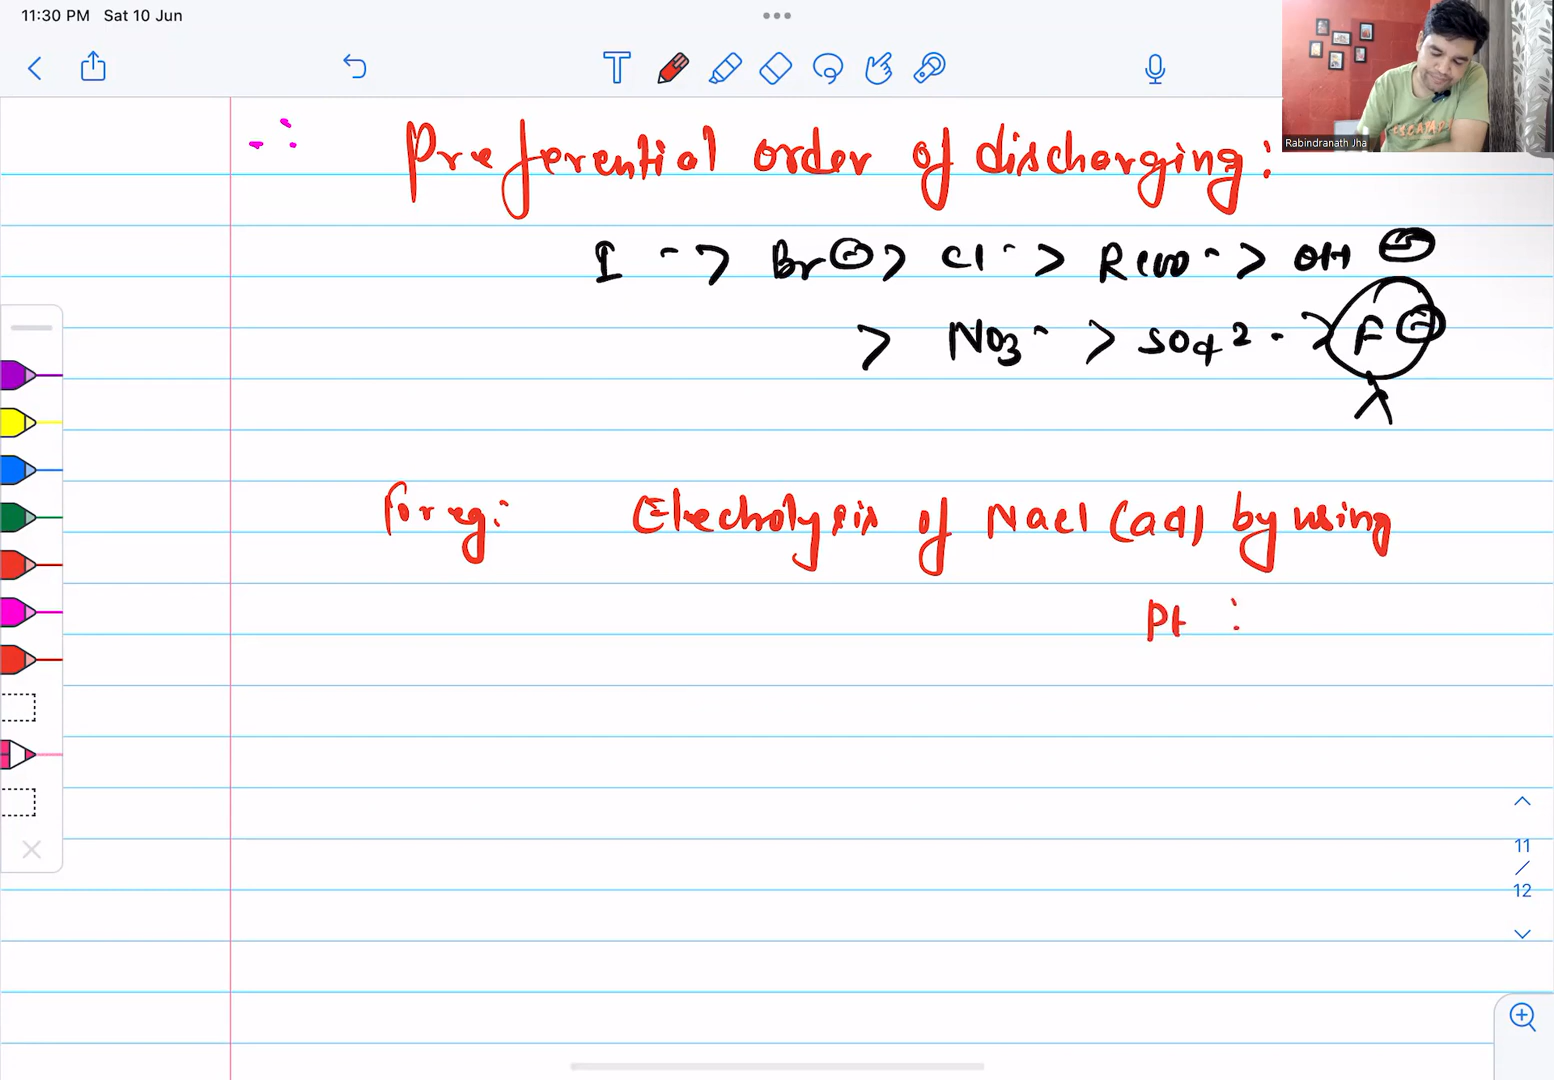 11:30 PM Sat 10 Jun
Rabindranath Jha
Preferential order of discharging:
I⁻ > Br⊖ > Cl⁻ > RCOO⁻ > OH⊖
> NO₃⁻ > SO₄²⁻ > F⊖
For eg: Electrolysis of NaCl (aq) by using
Pt :
11
/
12